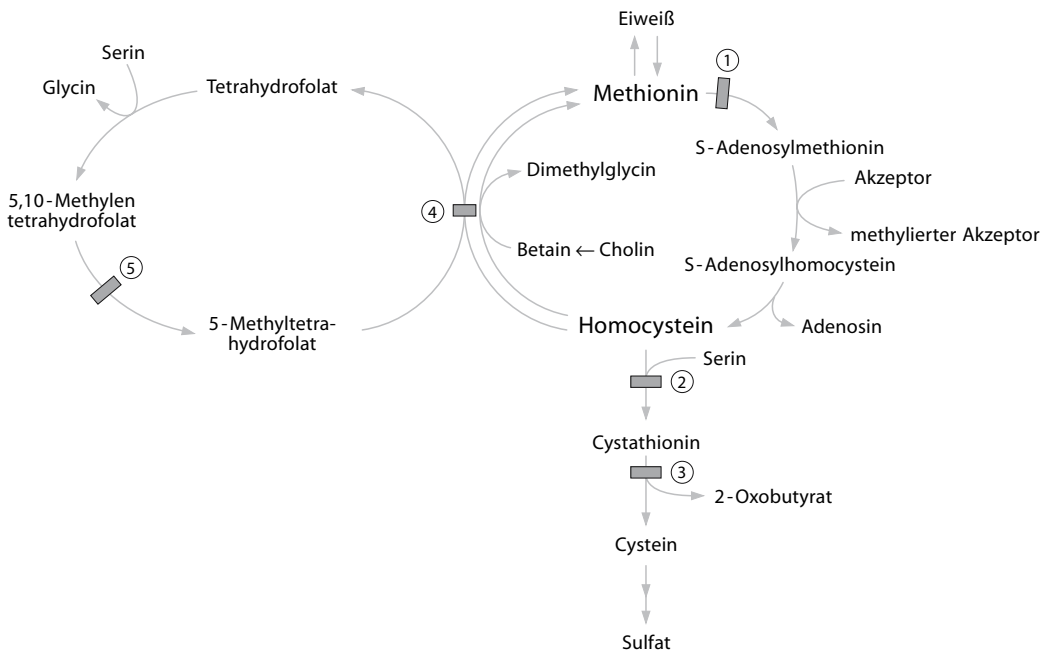 Eiweiß
Serin
1
Glycin
Tetrahydrofolat
Methionin
S-Adenosylmethionin
Dimethylglycin
Akzeptor
5,10-Methylen
tetrahydrofolat
4
methylierter Akzeptor
Betain ← Cholin
S-Adenosylhomocystein
5
5-Methyltetra-
hydrofolat
Homocystein
Adenosin
Serin
2
Cystathionin
3
2-Oxobutyrat
Cystein
Sulfat